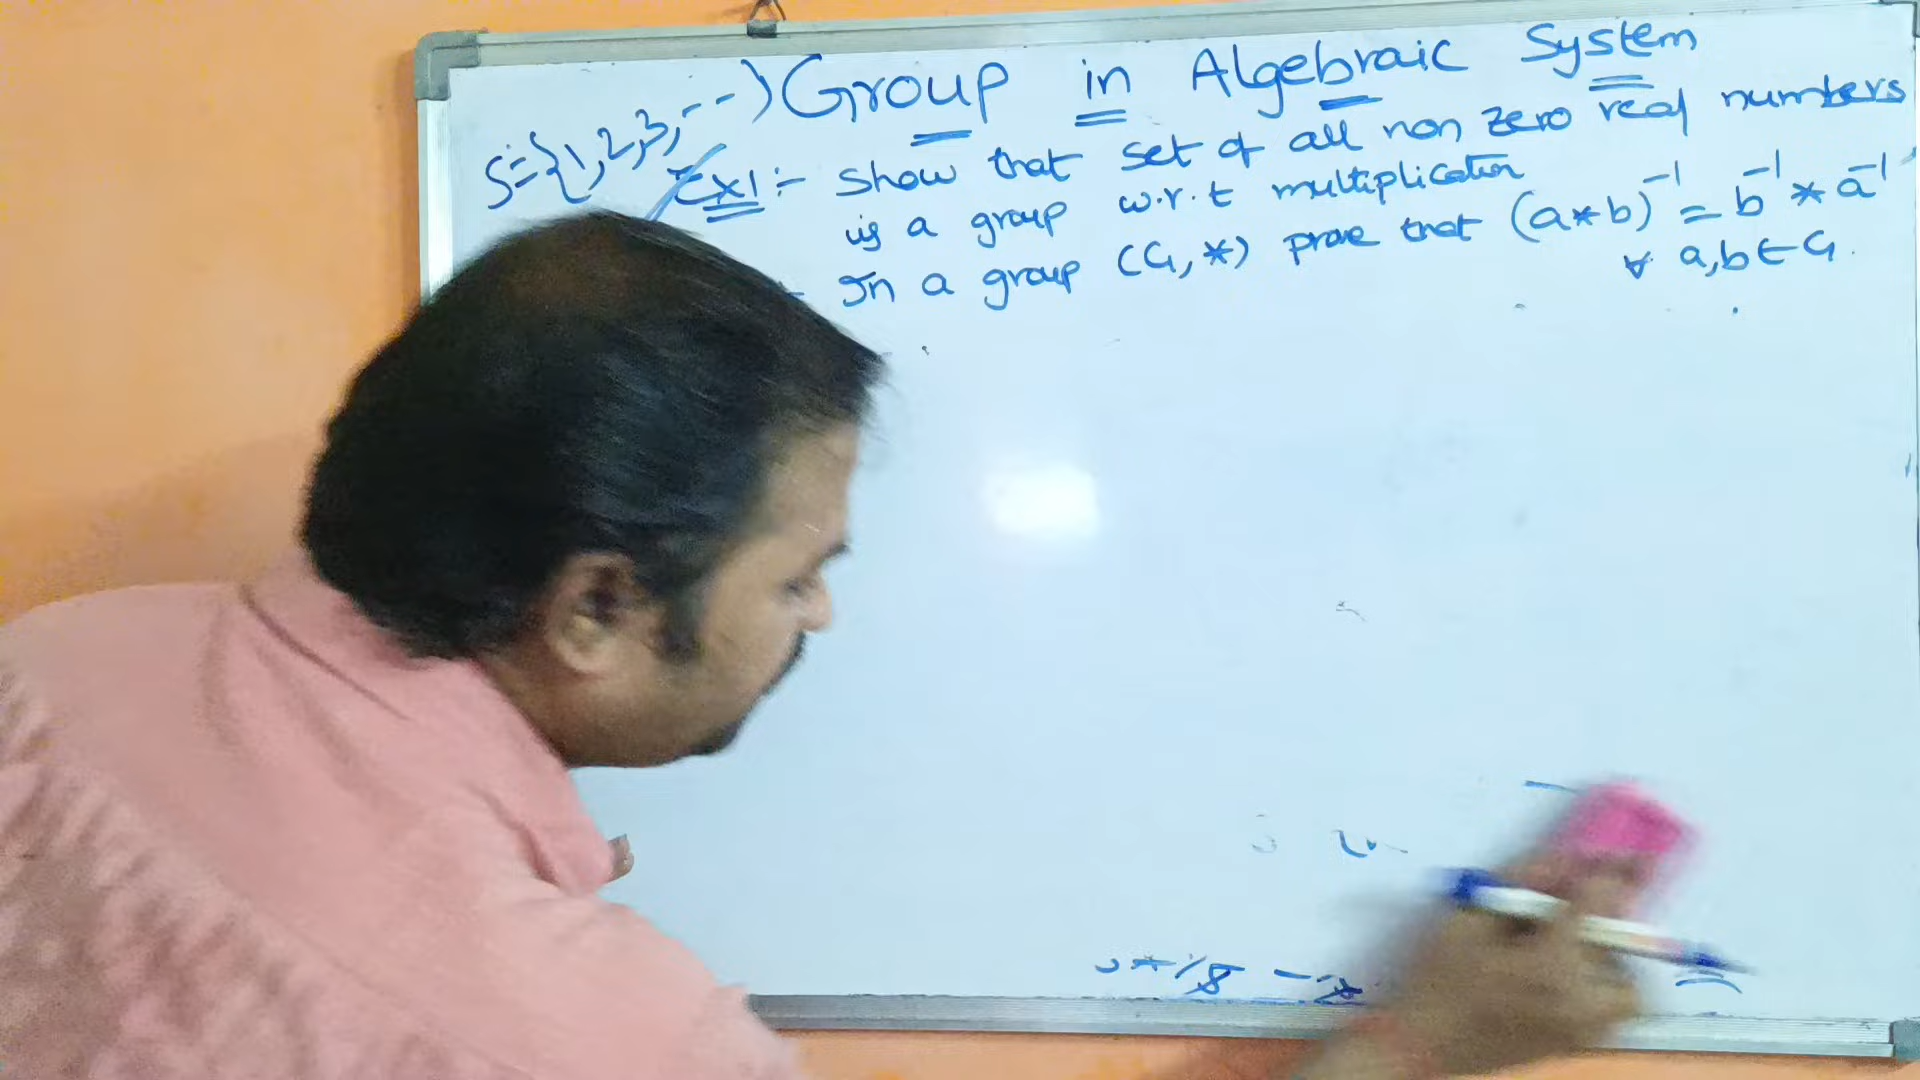 Group in Algebraic System
S = {1, 2, 3, --}
Ex1 :- Show that set of all non zero real numbers
is a group w.r.t multiplication
In a group (G, *) prove that (a*b)⁻¹ = b⁻¹ * a⁻¹
∀ a, b ∈ G.